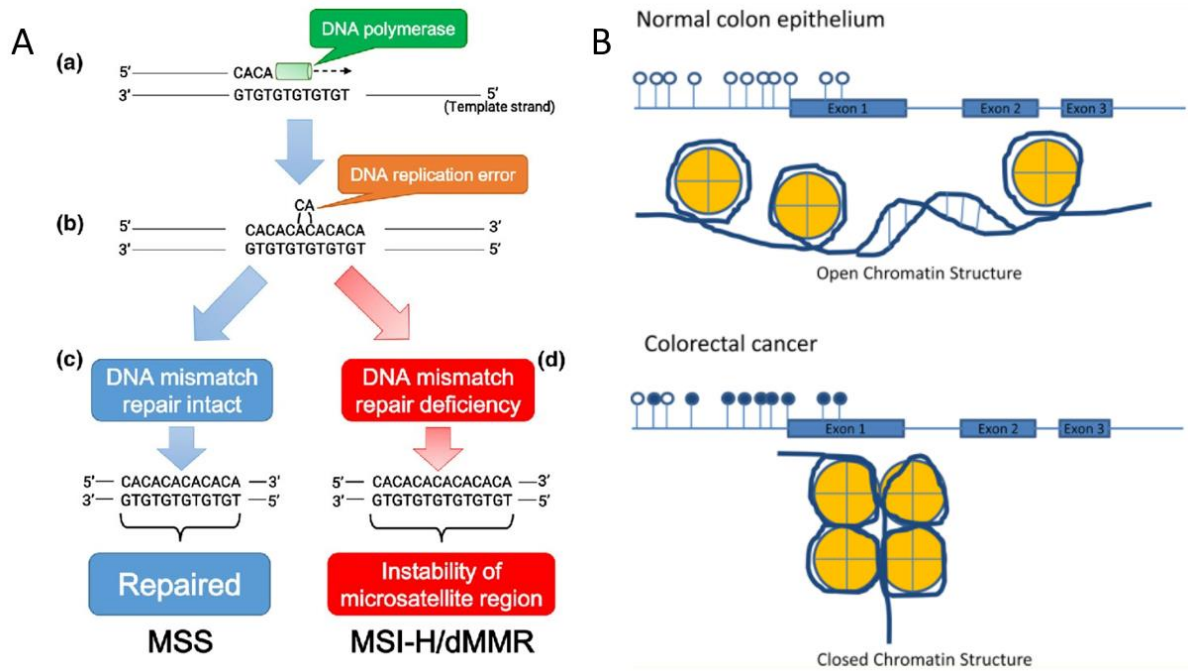 A
(a)
DNA polymerase
5′ CACA
3′ GTGTGTGTGTGT 5′
(Template strand)
DNA replication error
CA
(b)
5′ CACACACACACA 3′
3′ GTGTGTGTGTGT 5′
(c)
DNA mismatch
repair intact
(d)
DNA mismatch
repair deficiency
5′ CACACACACACA 3′
3′ GTGTGTGTGTGT 5′
5′ CACACACACACACA 3′
3′ GTGTGTGTGTGTGT 5′
Repaired
Instability of
microsatellite region
MSS
MSI-H/dMMR
B
Normal colon epithelium
Exon 1 Exon 2 Exon 3
Open Chromatin Structure
Colorectal cancer
Exon 1 Exon 2 Exon 3
Closed Chromatin Structure